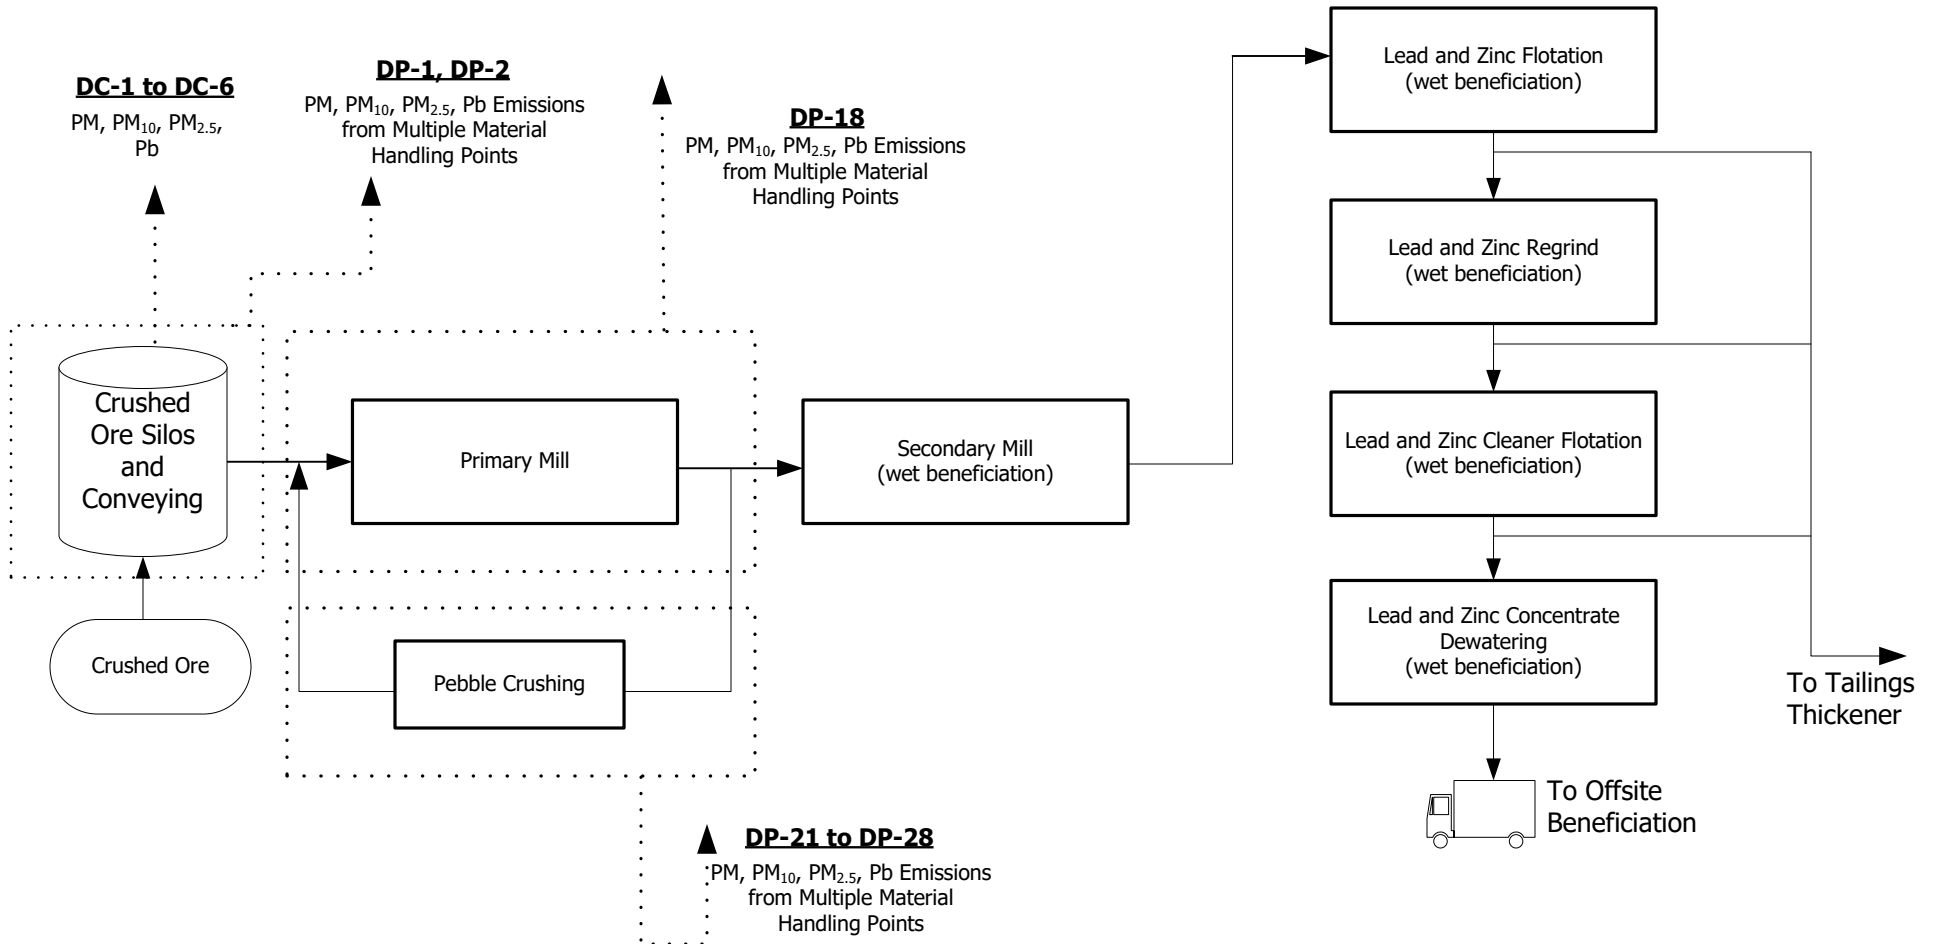 DC-1 to DC-6
PM, PM10, PM2.5,
Pb
DP-1, DP-2
PM, PM10, PM2.5, Pb Emissions
from Multiple Material
Handling Points
DP-18
PM, PM10, PM2.5, Pb Emissions
from Multiple Material
Handling Points
Crushed
Ore Silos
and
Conveying
Crushed Ore
Primary Mill
Pebble Crushing
DP-21 to DP-28
PM, PM10, PM2.5, Pb Emissions
from Multiple Material
Handling Points
Secondary Mill
(wet beneficiation)
Lead and Zinc Flotation
(wet beneficiation)
Lead and Zinc Regrind
(wet beneficiation)
Lead and Zinc Cleaner Flotation
(wet beneficiation)
Lead and Zinc Concentrate
Dewatering
(wet beneficiation)
To Tailings
Thickener
To Offsite
Beneficiation